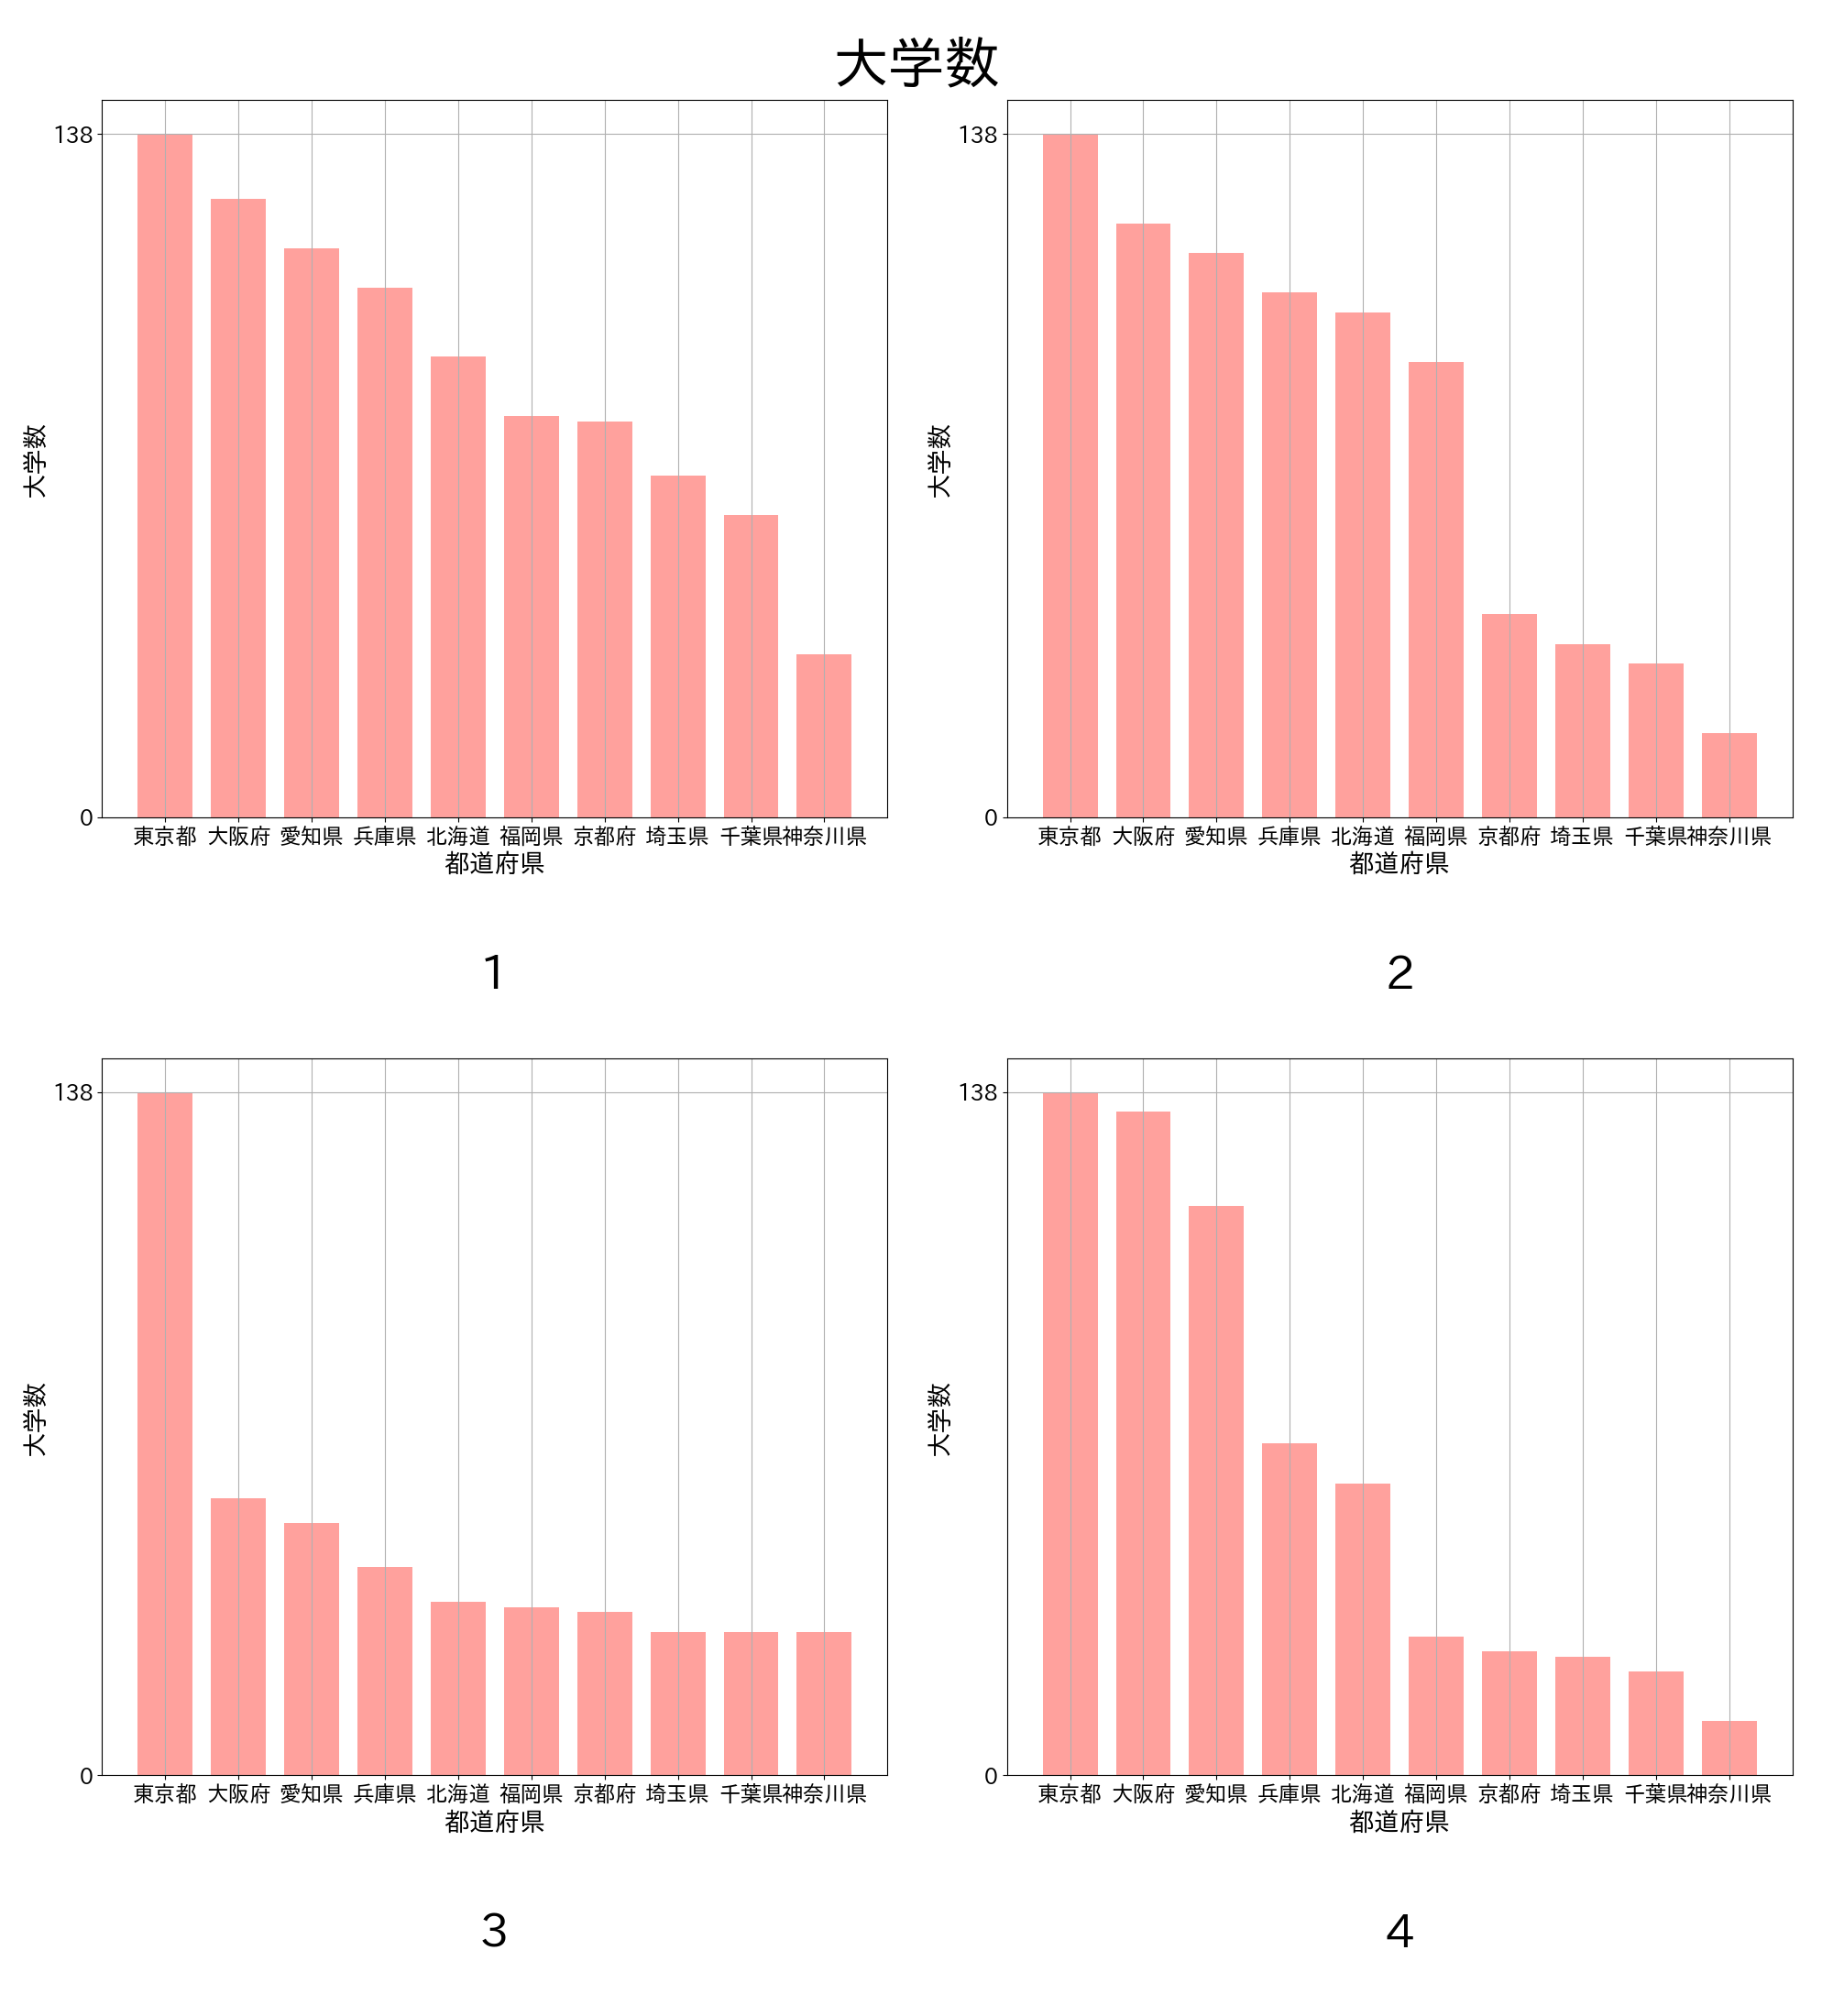 大学数
138
0
大学数
東京都 大阪府 愛知県 兵庫県 北海道 福岡県 京都府 埼玉県 千葉県 神奈川県
都道府県
1
138
0
大学数
東京都 大阪府 愛知県 兵庫県 北海道 福岡県 京都府 埼玉県 千葉県 神奈川県
都道府県
2
138
0
大学数
東京都 大阪府 愛知県 兵庫県 北海道 福岡県 京都府 埼玉県 千葉県 神奈川県
都道府県
3
138
0
大学数
東京都 大阪府 愛知県 兵庫県 北海道 福岡県 京都府 埼玉県 千葉県 神奈川県
都道府県
4